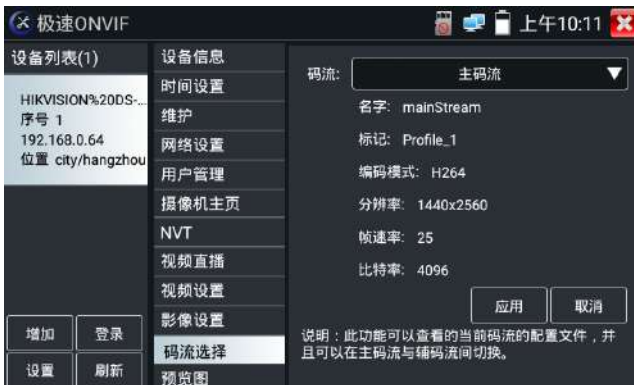 极速ONVIF
上午10:11
设备列表(1)
HIKVISION%20DS-...
序号 1
192.168.0.64
位置 city/hangzhou
增加
登录
设置
刷新
设备信息
时间设置
维护
网络设置
用户管理
摄像机主页
NVT
视频直播
视频设置
影像设置
码流选择
预览图
码流:
主码流
名字: mainStream
标记: Profile_1
编码模式: H264
分辨率: 1440x2560
帧速率: 25
比特率: 4096
应用
取消
说明：此功能可以查看的当前码流的配置文件，并
且可以在主码流与辅码流间切换。